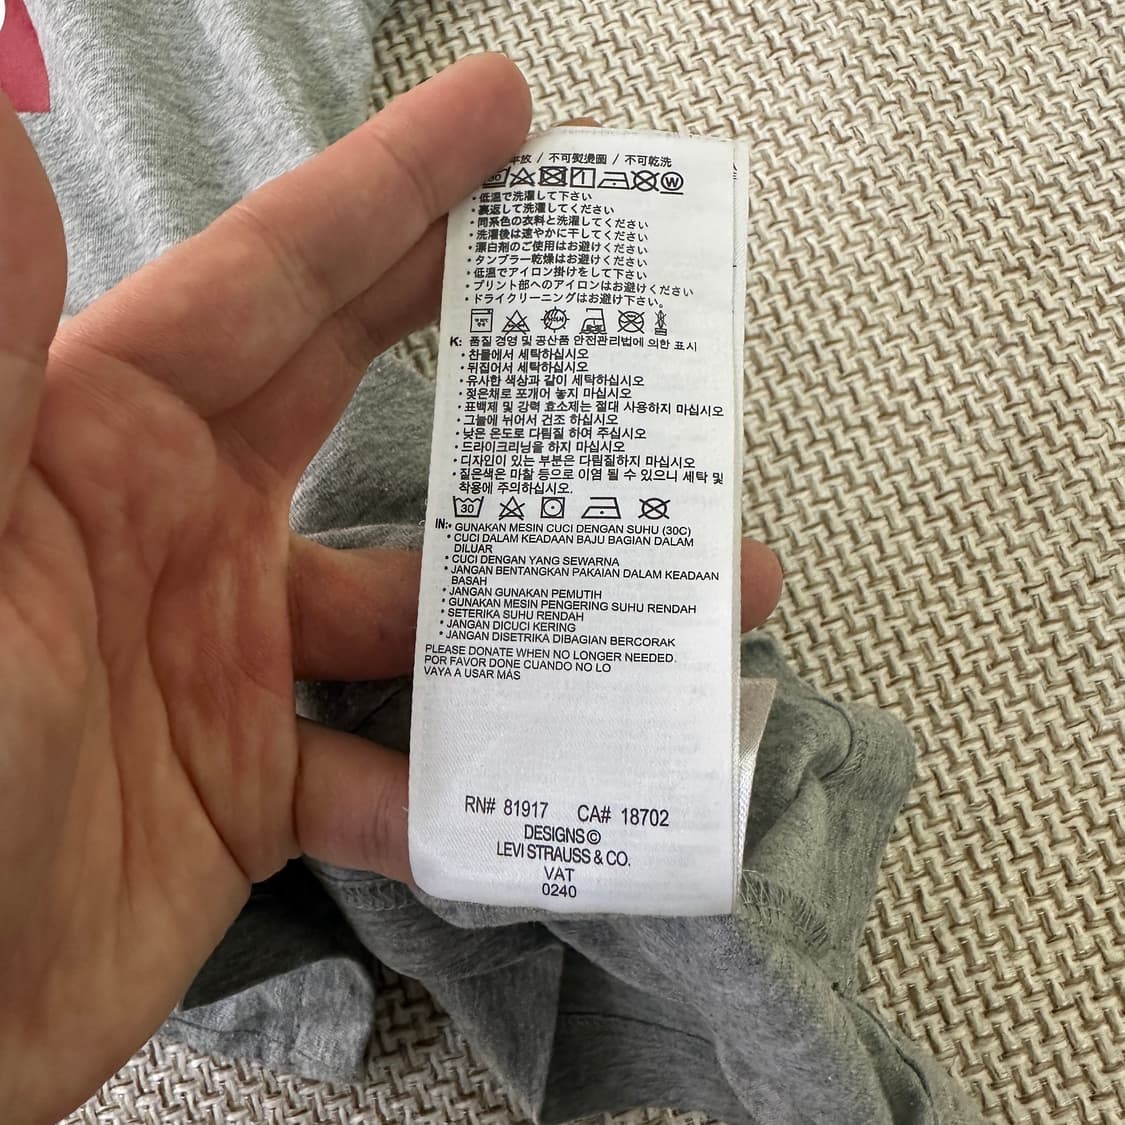 年放 / 不可熨燙圖 / 不可乾洗
30 W
・低温で洗濯して下さい
・裏返して洗濯してください
・同系色の衣料と洗濯してください
・洗濯後は速やかに干してください
・漂白剤のご使用はお避けください
・タンブラー乾燥はお避けください
・低温でアイロン掛けをして下さい
・プリント部へのアイロンはお避けください
・ドライクリーニングはお避け下さい。
K: 품질 경영 및 공산품 안전관리법에 의한 표시
・찬물에서 세탁하십시오
・뒤집어서 세탁하십시오
・유사한 색상과 같이 세탁하십시오
・젖은채로 포개어 놓지 마십시오
・표백제 및 강력 효소제는 절대 사용하지 마십시오
・그늘에 뉘어서 건조 하십시오
・낮은 온도로 다림질 하여 주십시오
・드라이크리닝을 하지 마십시오
・디자인이 있는 부분은 다림질하지 마십시오
・짙은색은 마찰 등으로 이염 될 수 있으니 세탁 및
착용에 주의하십시오.
30
IN:• GUNAKAN MESIN CUCI DENGAN SUHU (30C)
• CUCI DALAM KEADAAN BAJU BAGIAN DALAM
DILUAR
• CUCI DENGAN YANG SEWARNA
• JANGAN BENTANGKAN PAKAIAN DALAM KEADAAN
BASAH
• JANGAN GUNAKAN PEMUTIH
• GUNAKAN MESIN PENGERING SUHU RENDAH
• SETERIKA SUHU RENDAH
• JANGAN DICUCI KERING
• JANGAN DISETRIKA DIBAGIAN BERCORAK
PLEASE DONATE WHEN NO LONGER NEEDED.
POR FAVOR DONE CUANDO NO LO
VAYA A USAR MÁS
RN# 81917 CA# 18702
DESIGNS©
LEVI STRAUSS & CO.
VAT
0240